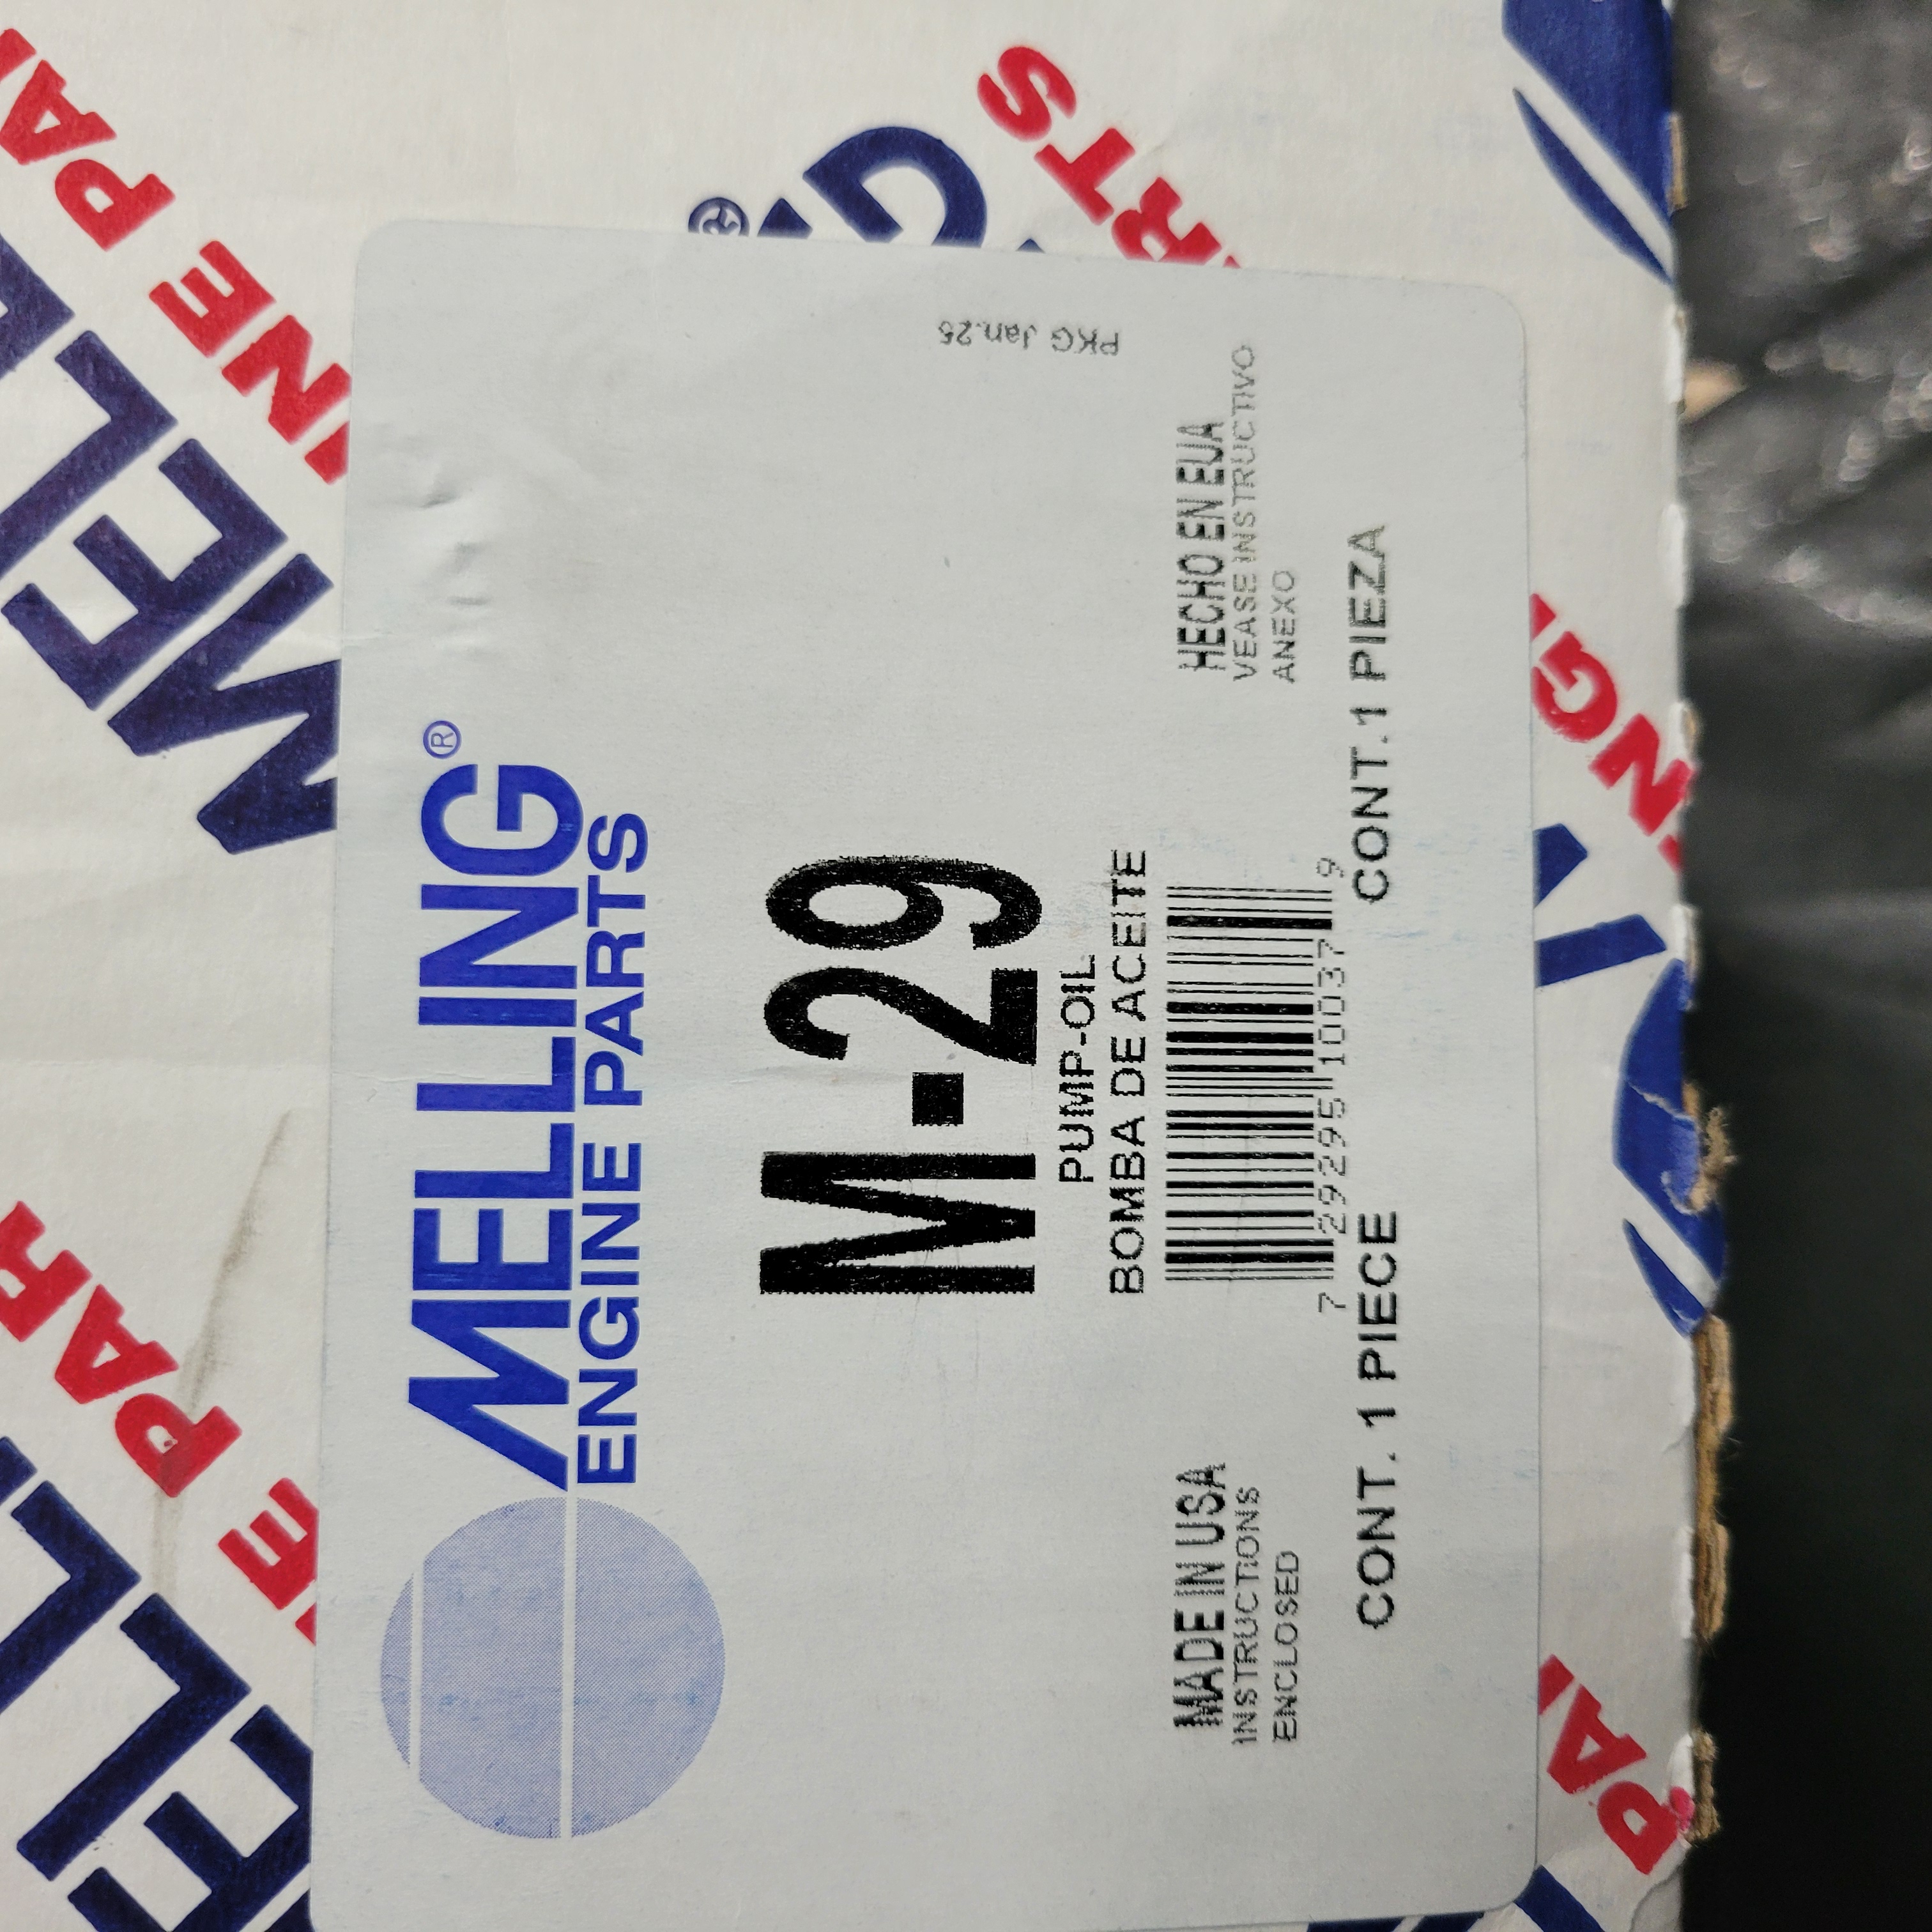 MELLING®
ENGINE PARTS
M-29
PUMP-OIL
BOMBA DE ACEITE
7 29295 10037 9
MADE IN USA
INSTRUCTIONS
ENCLOSED
HECHO EN EUA
VEASE INSTRUCTIVO
ANEXO
CONT. 1 PIECE
CONT. 1 PIEZA
PKG Jan.25